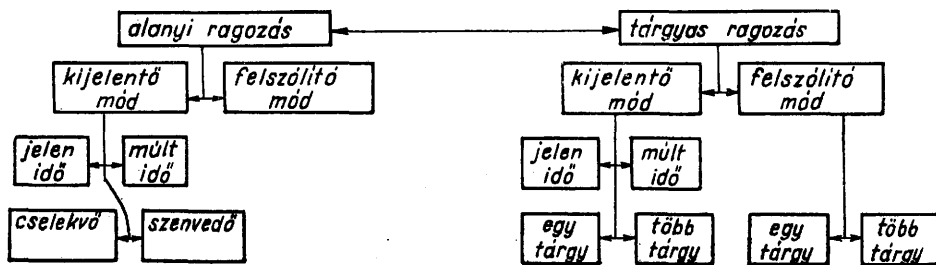 alanyi ragozás
tárgyas ragozás
kijelentő
mód
felszólító
mód
kijelentő
mód
felszólító
mód
jelen
idő
múlt
idő
jelen
idő
múlt
idő
cselekvő
szenvedő
egy
tárgy
több
tárgy
egy
tárgy
több
tárgy